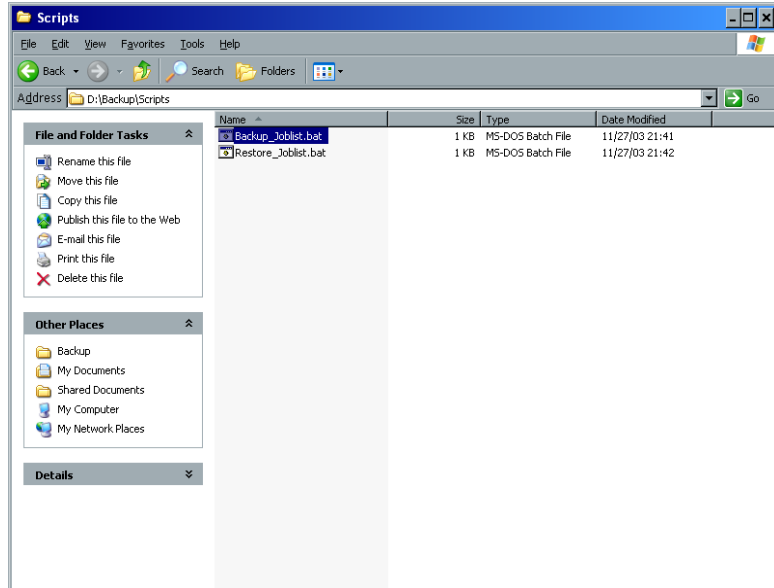 Scripts
File Edit View Favorites Tools Help
Back Search Folders
Address D:\Backup\Scripts Go
Name Size Type Date Modified
Backup_Joblist.bat 1 KB MS-DOS Batch File 11/27/03 21:41
Restore_Joblist.bat 1 KB MS-DOS Batch File 11/27/03 21:42
File and Folder Tasks
Rename this file
Move this file
Copy this file
Publish this file to the Web
E-mail this file
Print this file
Delete this file
Other Places
Backup
My Documents
Shared Documents
My Computer
My Network Places
Details